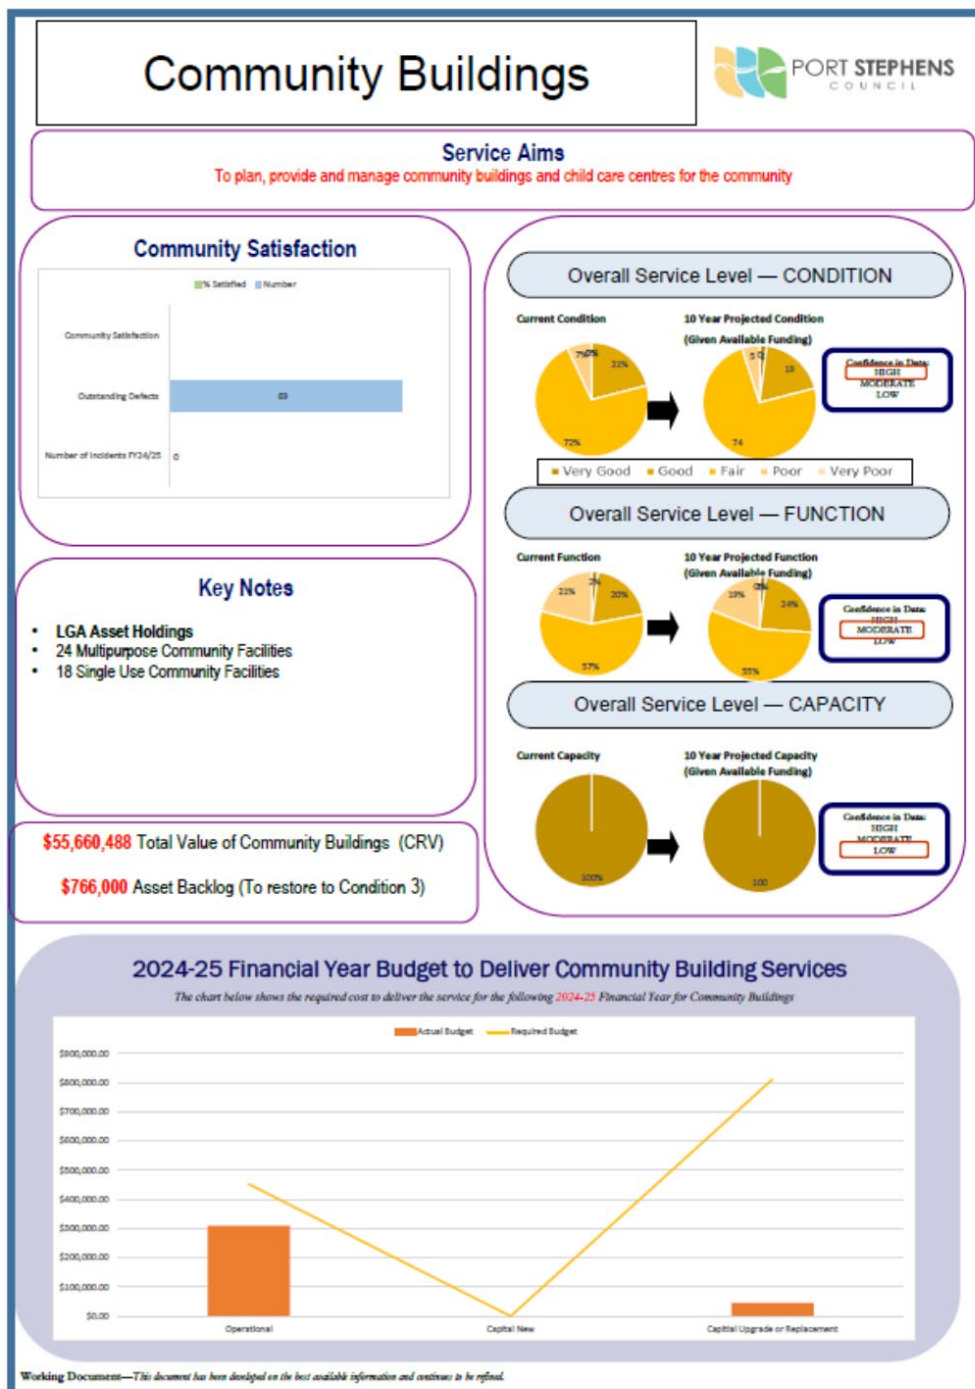 Community Buildings
PORT STEPHENS
COUNCIL
Service Aims
To plan, provide and manage community buildings and child care centres for the community
Community Satisfaction
% Satisfied Number
Community Satisfaction
Outstanding Defects
Number of Incidents FY24/25 0
Key Notes
• LGA Asset Holdings
• 24 Multipurpose Community Facilities
• 18 Single Use Community Facilities
$55,660,488 Total Value of Community Buildings (CRV)
$766,000 Asset Backlog (To restore to Condition 3)
Overall Service Level — CONDITION
Current Condition
7%
21%
72%
10 Year Projected Condition
(Given Available Funding)
5
19
74
Confidence in Data:
HIGH
MODERATE
LOW
Very Good Good Fair Poor Very Poor
Overall Service Level — FUNCTION
Current Function
21%
2%
20%
57%
10 Year Projected Function
(Given Available Funding)
19%
24%
55%
Confidence in Data:
HIGH
MODERATE
LOW
Overall Service Level — CAPACITY
Current Capacity
100%
10 Year Projected Capacity
(Given Available Funding)
100
Confidence in Data:
HIGH
MODERATE
LOW
2024-25 Financial Year Budget to Deliver Community Building Services
The chart below shows the required cost to deliver the service for the following 2024-25 Financial Year for Community Buildings
Actual Budget Required Budget
$900,000.00
$800,000.00
$700,000.00
$600,000.00
$500,000.00
$400,000.00
$300,000.00
$200,000.00
$100,000.00
$0.00
Operational Capital New Capitial Upgrade or Replacement
Working Document—This document has been developed on the best available information and continues to be refined.